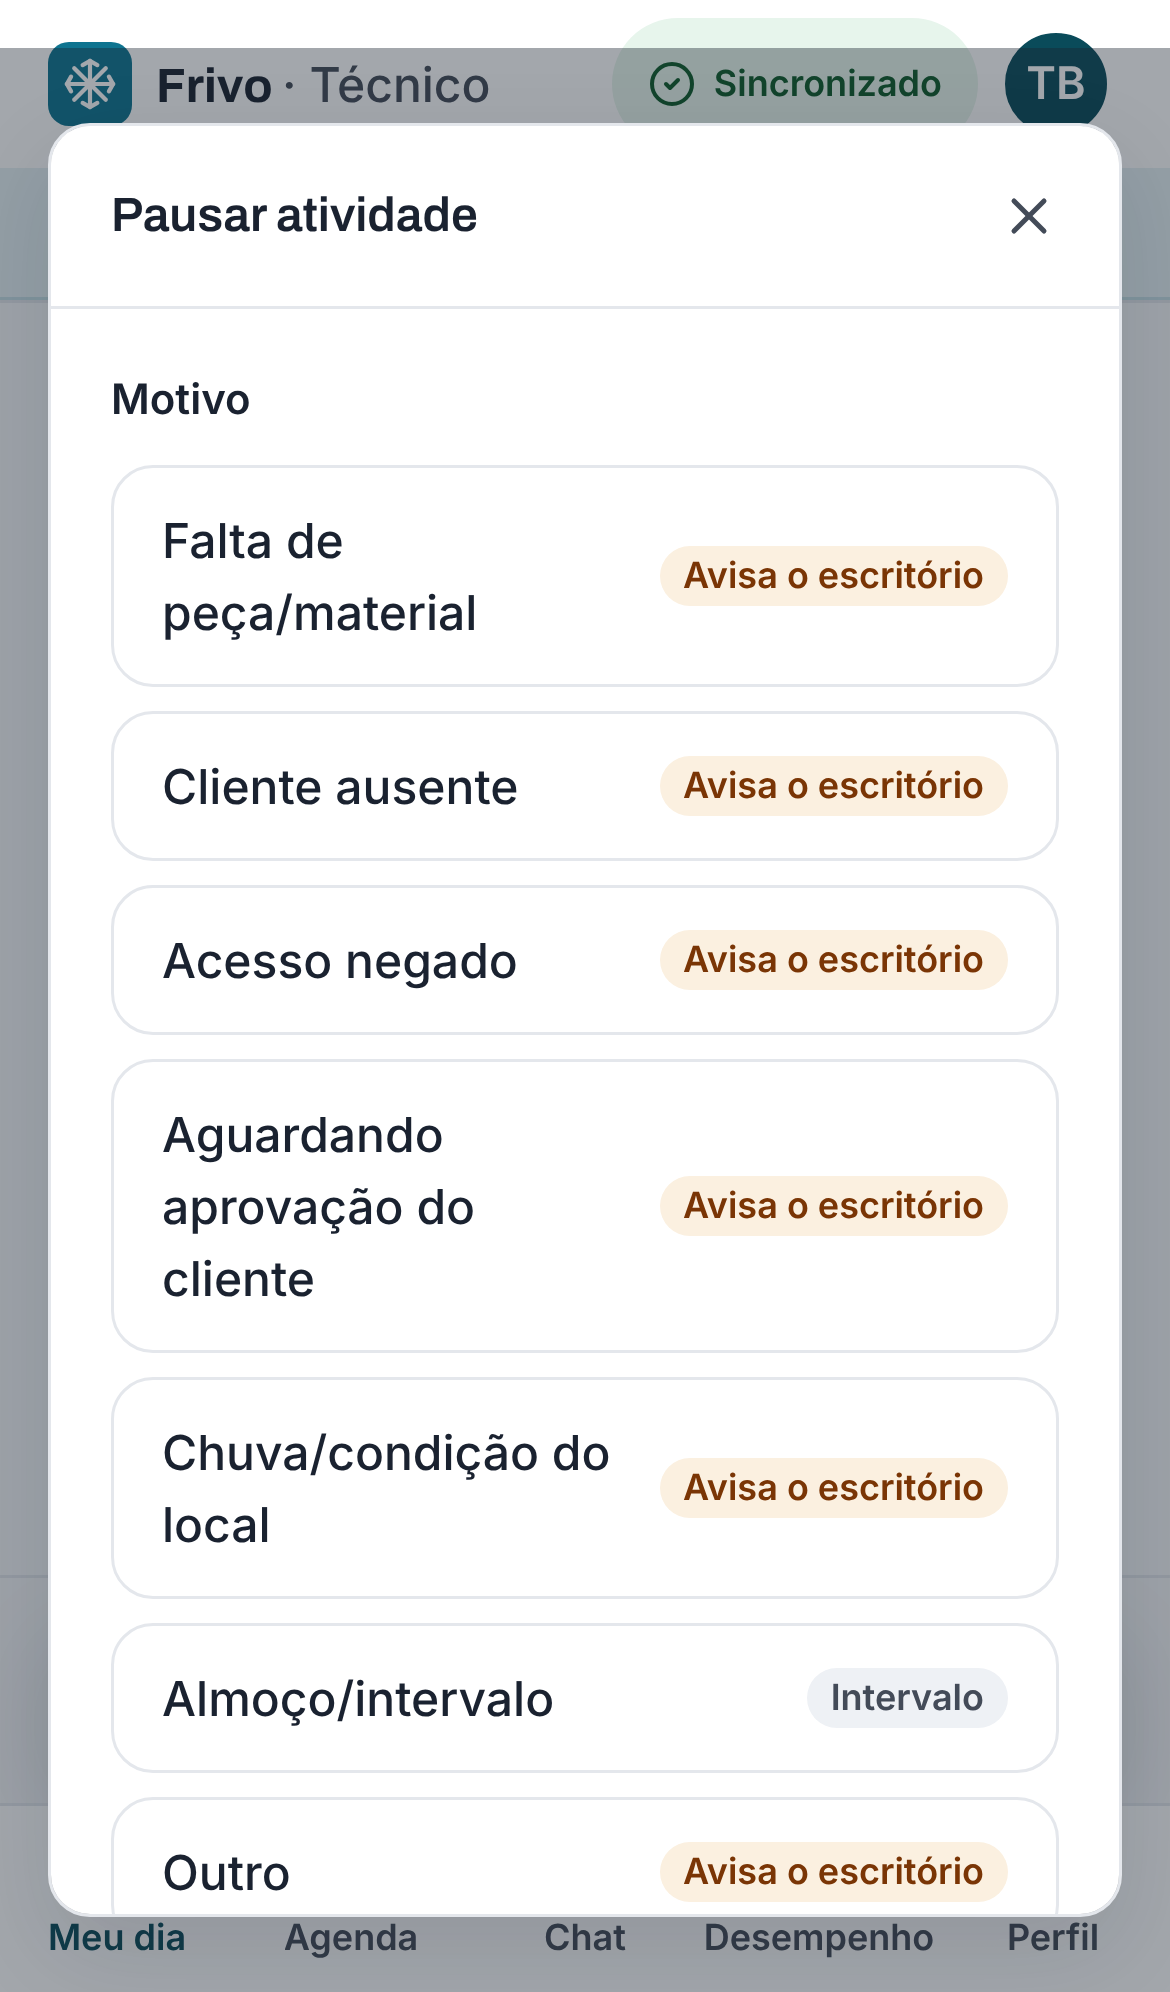 Frivo · Técnico
Sincronizado
TB
Pausar atividade
Motivo
Falta de
peça/material
Avisa o escritório
Cliente ausente
Avisa o escritório
Acesso negado
Avisa o escritório
Aguardando
aprovação do
cliente
Avisa o escritório
Chuva/condição do
local
Avisa o escritório
Almoço/intervalo
Intervalo
Outro
Avisa o escritório
Meu dia
Agenda
Chat
Desempenho
Perfil